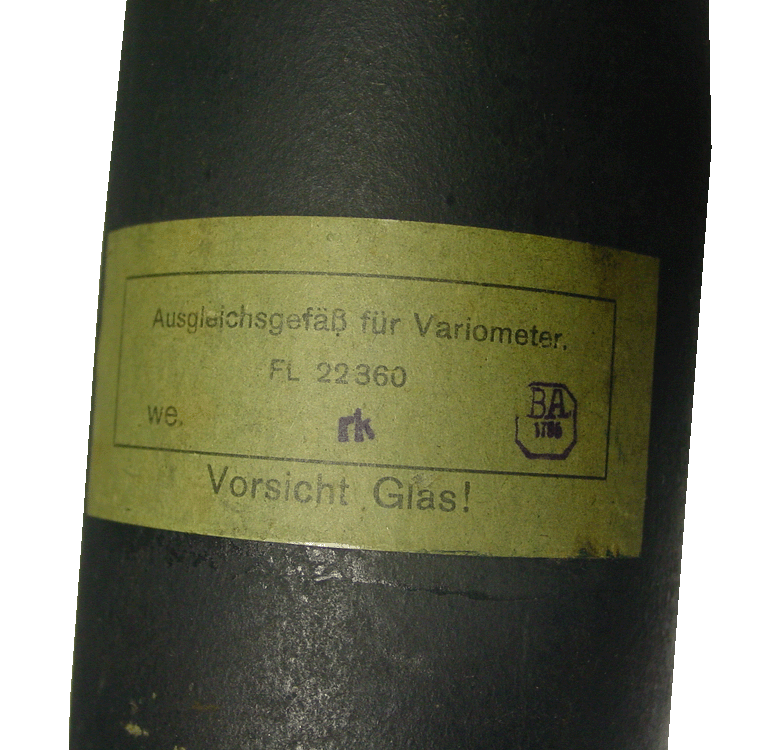 Ausgleichsgefäß für Variometer.
FL 22360
we. rk BA
1786
Vorsicht Glas!